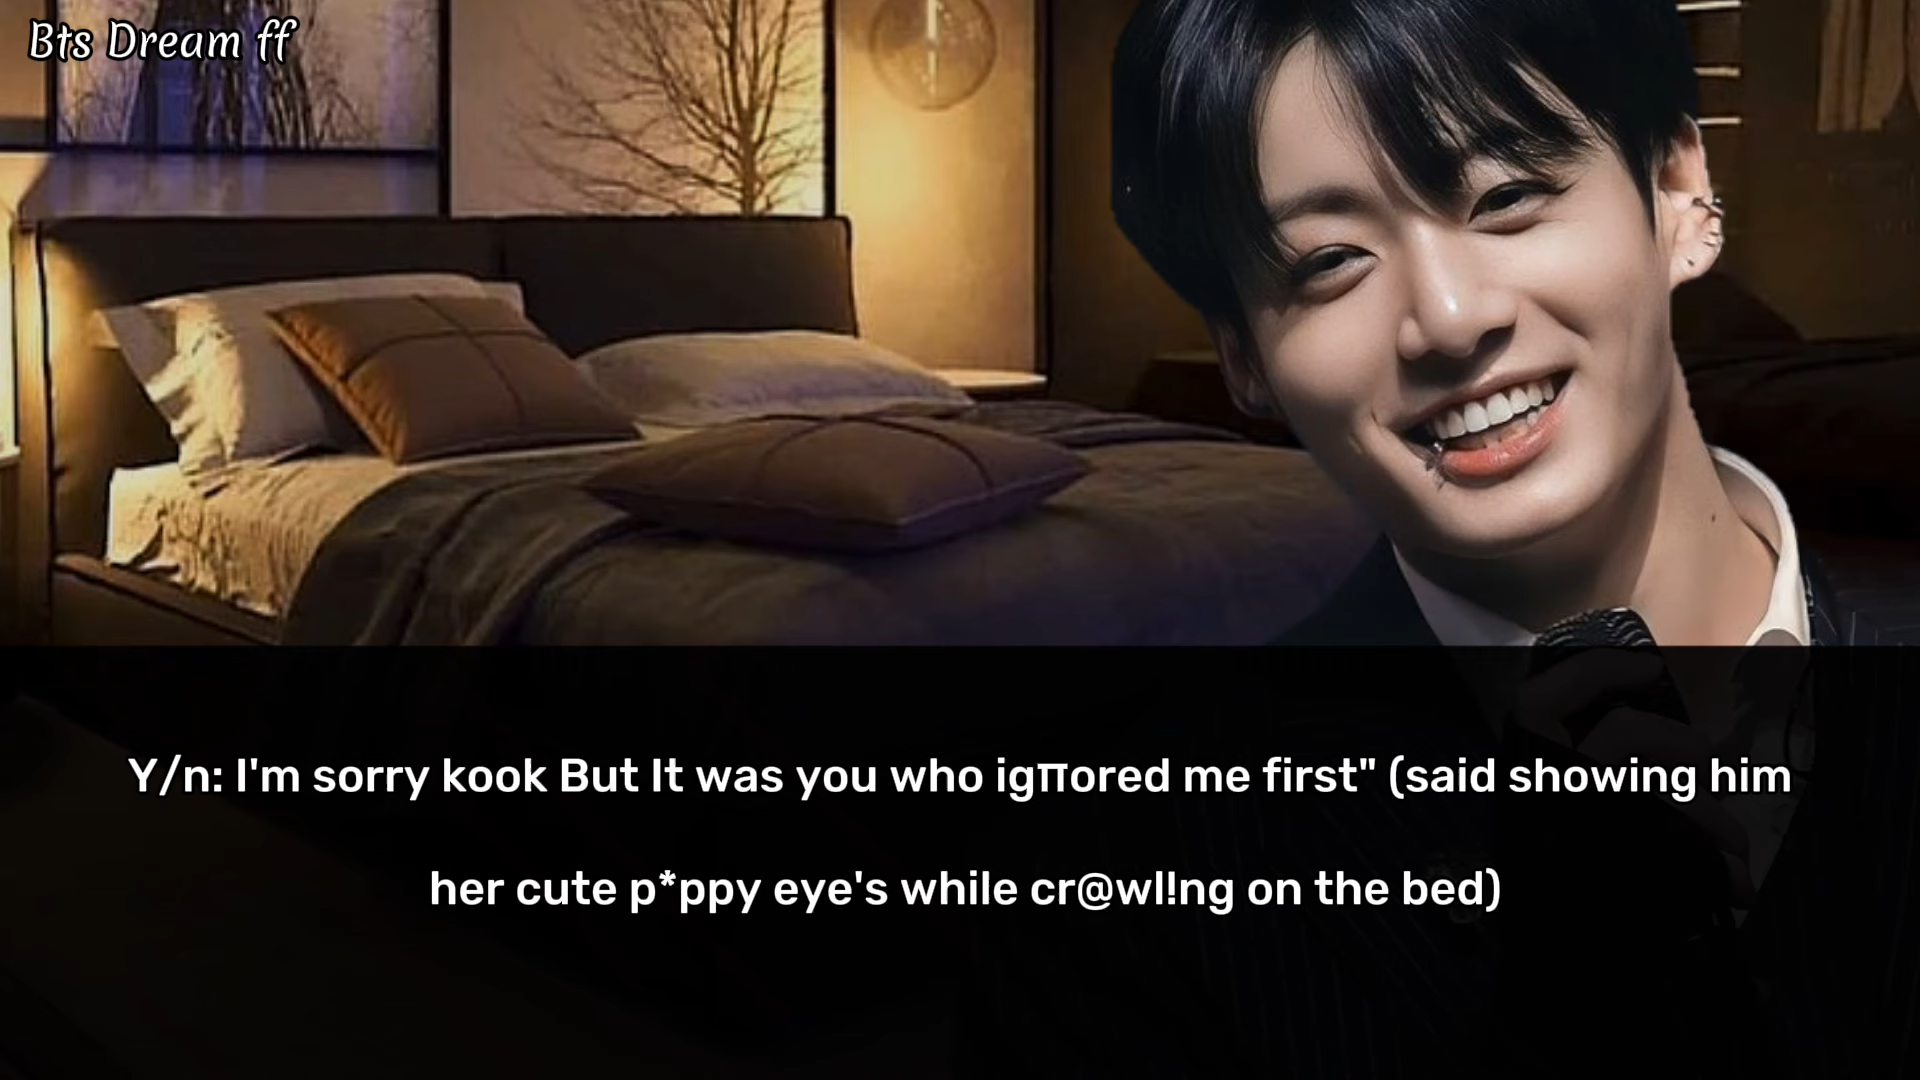 Bts Dream ff
Y/n: I'm sorry kook But It was you who igπored me first" (said showing him
her cute p*ppy eye's while cr@wl!ng on the bed)